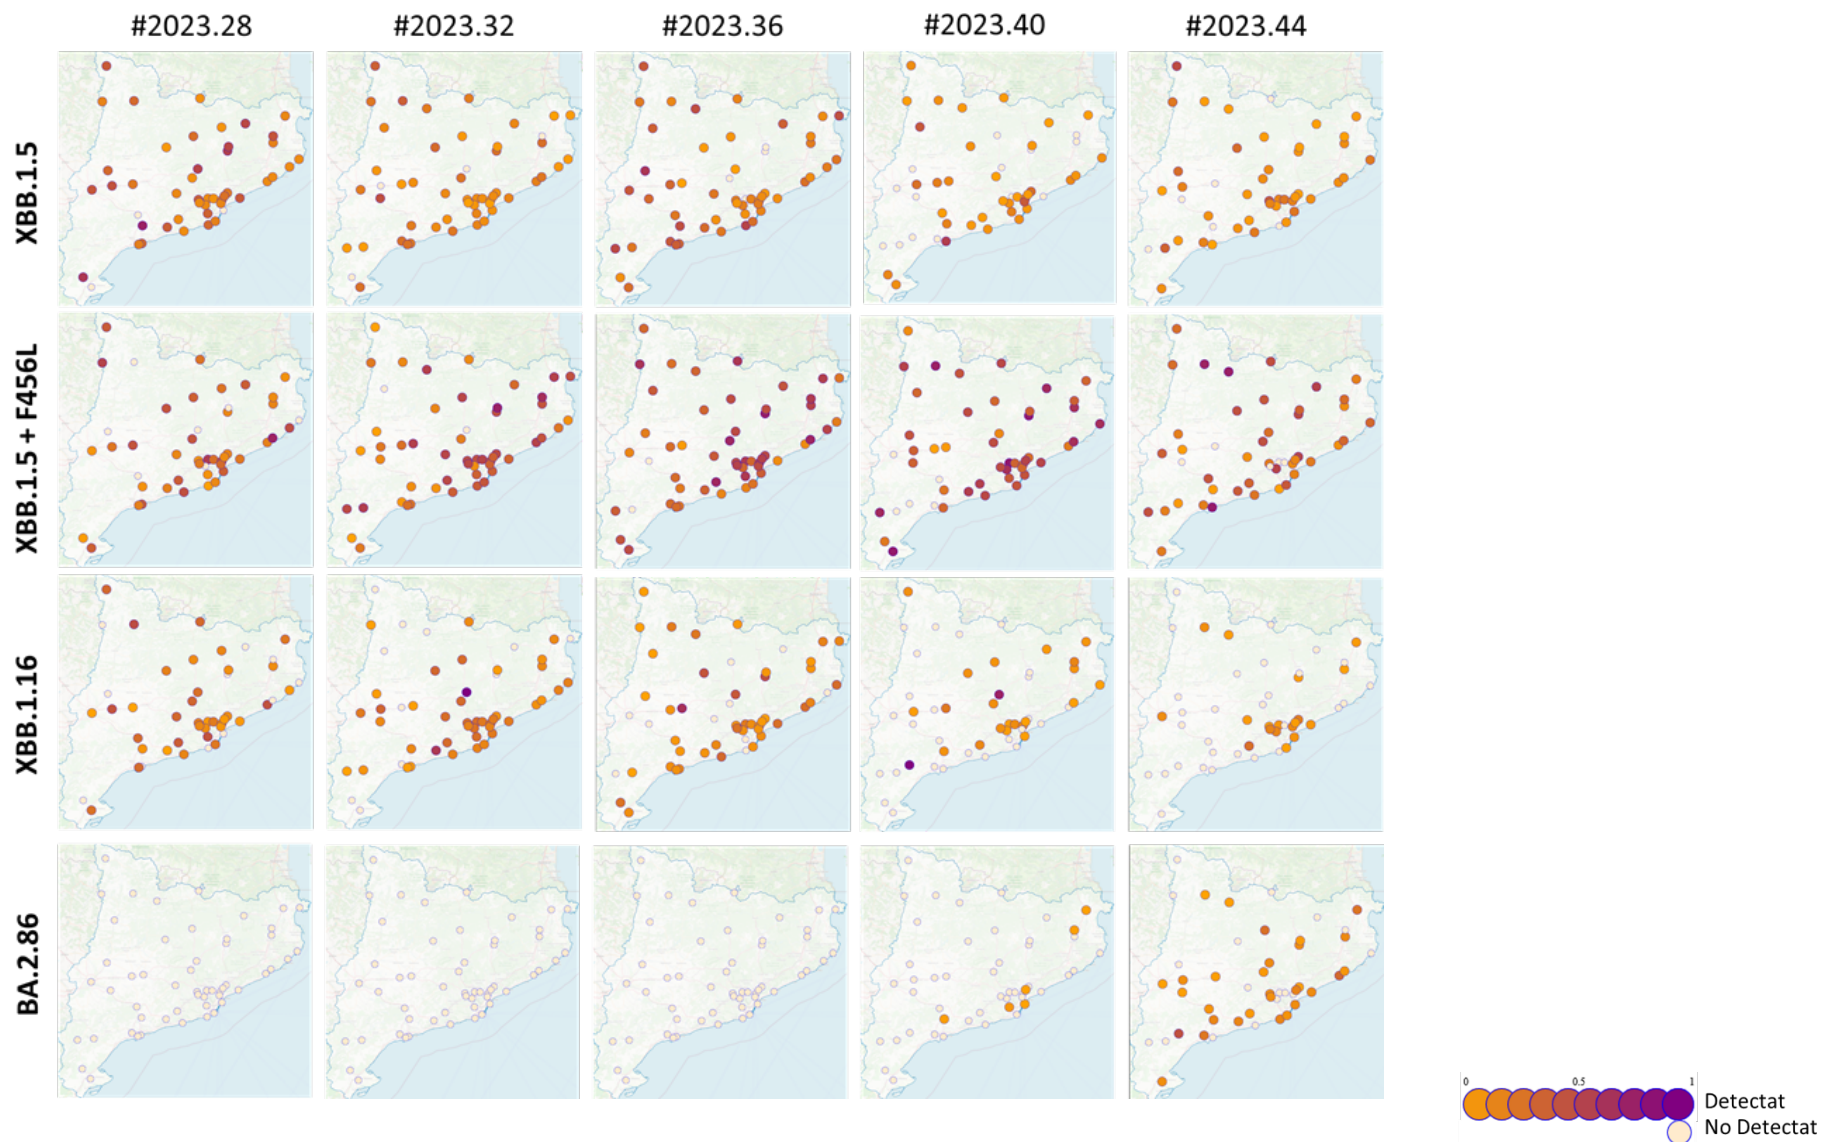 #2023.28 #2023.32 #2023.36 #2023.40 #2023.44
XBB.1.5
XBB.1.5 + F456L
XBB.1.16
BA.2.86
0 0.5 1
Detectat
No Detectat